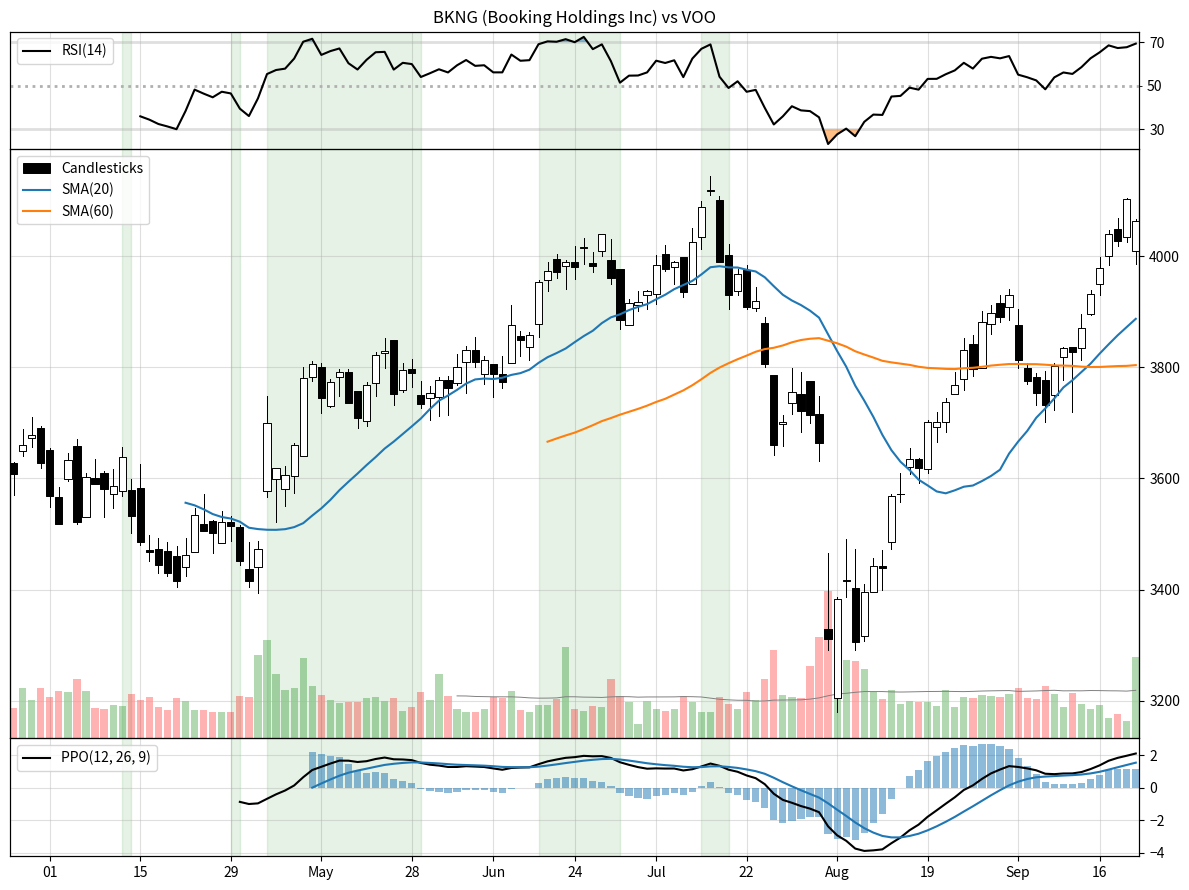 BKNG (Booking Holdings Inc) vs VOO
RSI(14)
70
50
30
Candlesticks
SMA(20)
SMA(60)
4000
3800
3600
3400
3200
PPO(12, 26, 9)
2
0
−2
−4
01 15 29 May 28 Jun 24 Jul 22 Aug 19 Sep 16